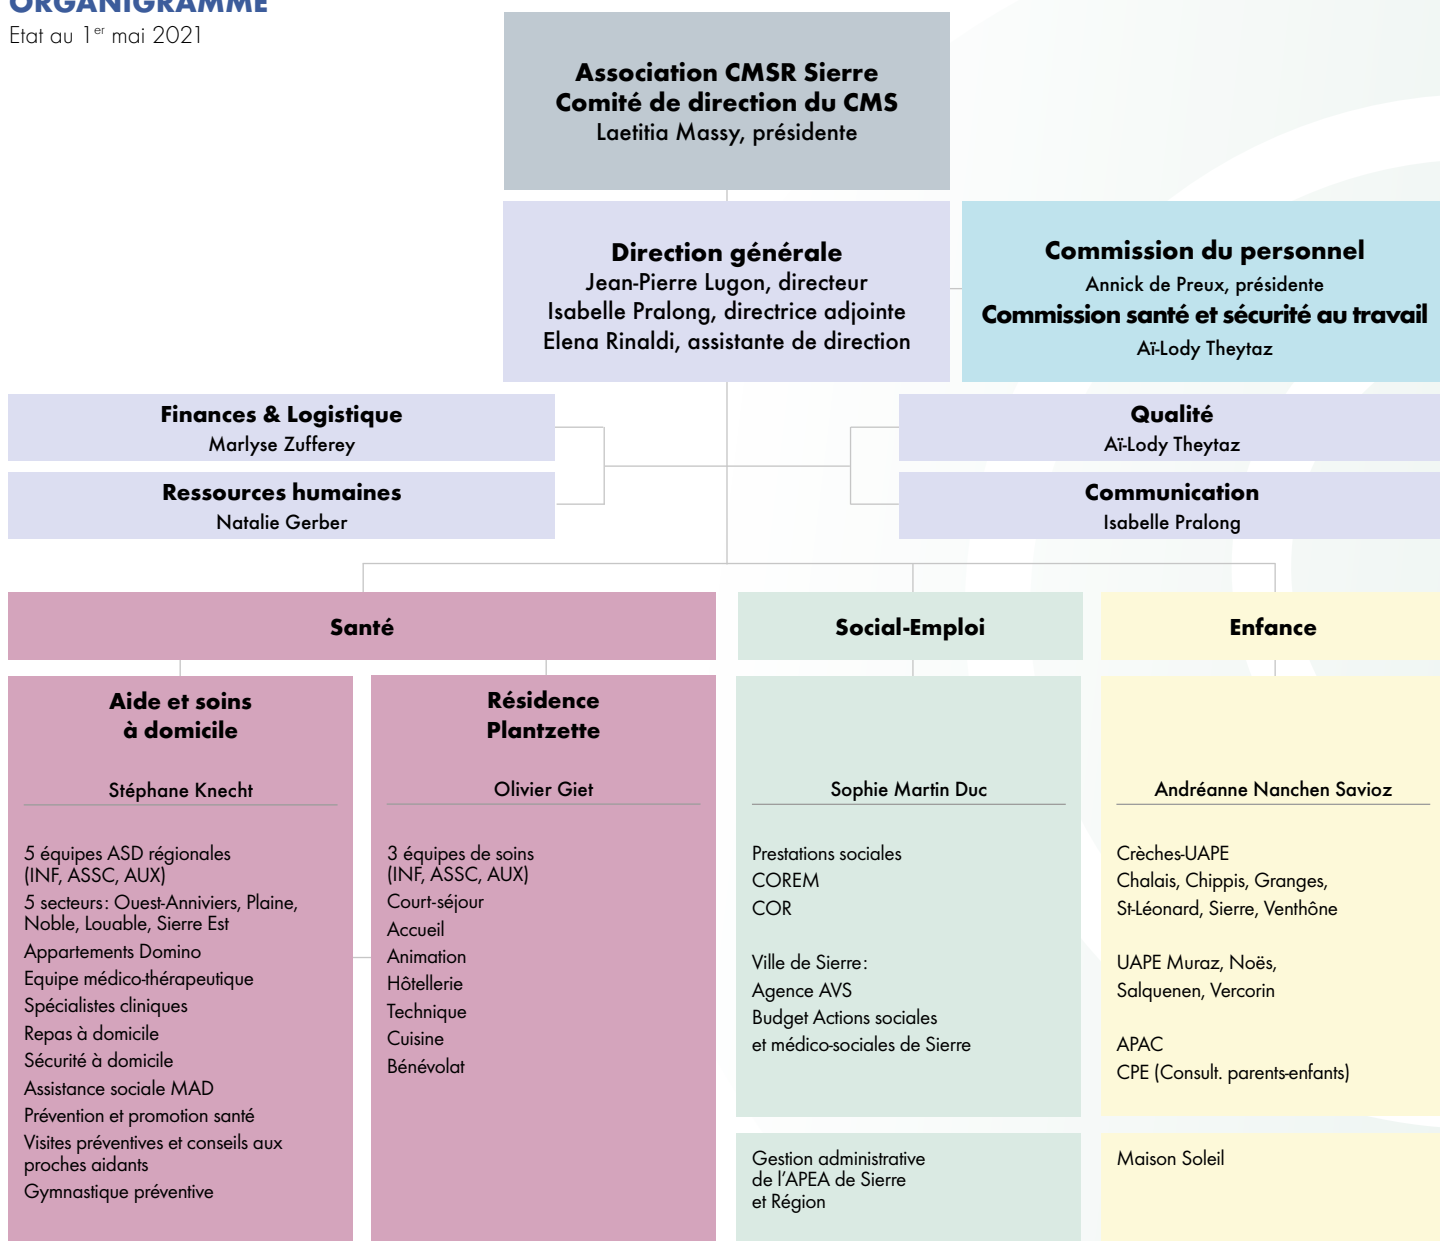 ORGANIGRAMME
Etat au 1er mai 2021
Association CMSR Sierre
Comité de direction du CMS
Laetitia Massy, présidente
Direction générale
Jean-Pierre Lugon, directeur
Isabelle Pralong, directrice adjointe
Elena Rinaldi, assistante de direction
Commission du personnel
Annick de Preux, présidente
Commission santé et sécurité au travail
Aï-Lody Theytaz
Finances & Logistique
Marlyse Zufferey
Ressources humaines
Natalie Gerber
Qualité
Aï-Lody Theytaz
Communication
Isabelle Pralong
Santé
Aide et soins
à domicile
Stéphane Knecht
5 équipes ASD régionales
(INF, ASSC, AUX)
5 secteurs: Ouest-Anniviers, Plaine,
Noble, Louable, Sierre Est
Appartements Domino
Equipe médico-thérapeutique
Spécialistes cliniques
Repas à domicile
Sécurité à domicile
Assistance sociale MAD
Prévention et promotion santé
Visites préventives et conseils aux
proches aidants
Gymnastique préventive
Résidence
Plantzette
Olivier Giet
3 équipes de soins
(INF, ASSC, AUX)
Court-séjour
Accueil
Animation
Hôtellerie
Technique
Cuisine
Bénévolat
Social-Emploi
Sophie Martin Duc
Prestations sociales
COREM
COR
Ville de Sierre:
Agence AVS
Budget Actions sociales
et médico-sociales de Sierre
Gestion administrative
de l'APEA de Sierre
et Région
Enfance
Andréanne Nanchen Savioz
Crèches-UAPE
Chalais, Chippis, Granges,
St-Léonard, Sierre, Venthône
UAPE Muraz, Noës,
Salquenen, Vercorin
APAC
CPE (Consult. parents-enfants)
Maison Soleil